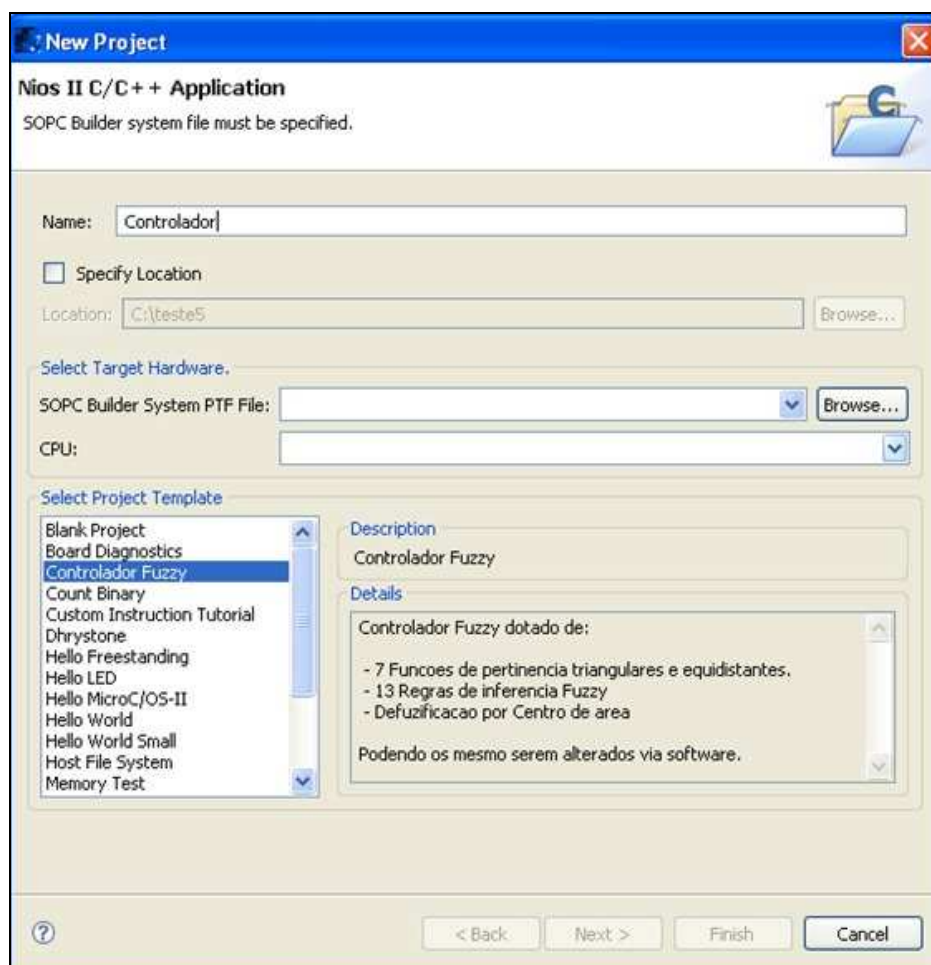 New Project
Nios II C/C++ Application
SOPC Builder system file must be specified.
Name: Controlador
Specify Location
Location: C:\teste5 Browse...
Select Target Hardware.
SOPC Builder System PTF File: Browse...
CPU:
Select Project Template
Blank Project
Board Diagnostics
Controlador Fuzzy
Count Binary
Custom Instruction Tutorial
Dhrystone
Hello Freestanding
Hello LED
Hello MicroC/OS-II
Hello World
Hello World Small
Host File System
Memory Test
Description
Controlador Fuzzy
Details
Controlador Fuzzy dotado de:
- 7 Funcoes de pertinencia triangulares e equidistantes.
- 13 Regras de inferencia Fuzzy
- Defuzificacao por Centro de area
Podendo os mesmo serem alterados via software.
< Back Next > Finish Cancel